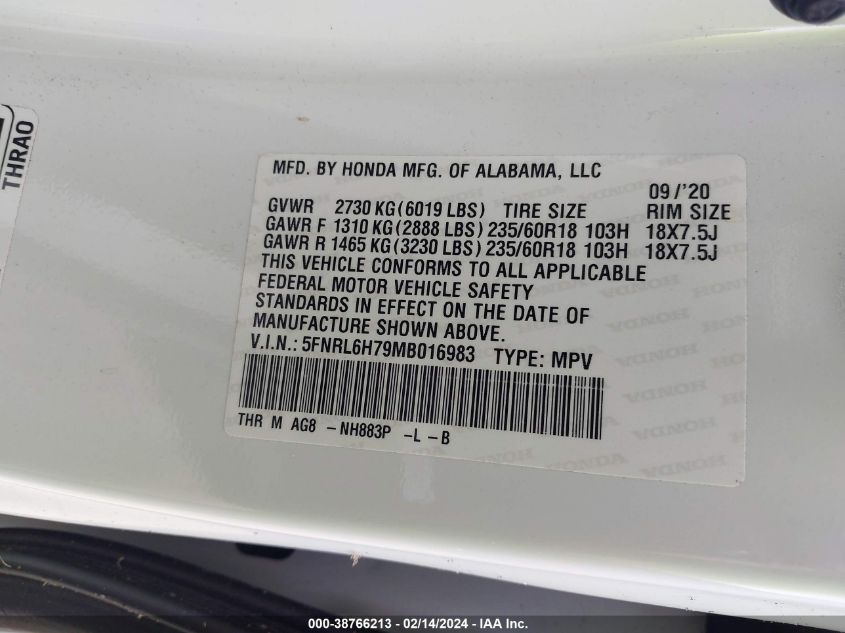 THRAO
MFD. BY HONDA MFG. OF ALABAMA, LLC
09/'20
GVWR 2730 KG (6019 LBS) TIRE SIZE RIM SIZE
GAWR F 1310 KG (2888 LBS) 235/60R18 103H 18X7.5J
GAWR R 1465 KG (3230 LBS) 235/60R18 103H 18X7.5J
THIS VEHICLE CONFORMS TO ALL APPLICABLE
FEDERAL MOTOR VEHICLE SAFETY
STANDARDS IN EFFECT ON THE DATE OF
MANUFACTURE SHOWN ABOVE.
V.I.N.: 5FNRL6H79MB016983 TYPE: MPV
THR M AG8 -NH883P -L -B
000-38766213 - 02/14/2024 - IAA Inc.